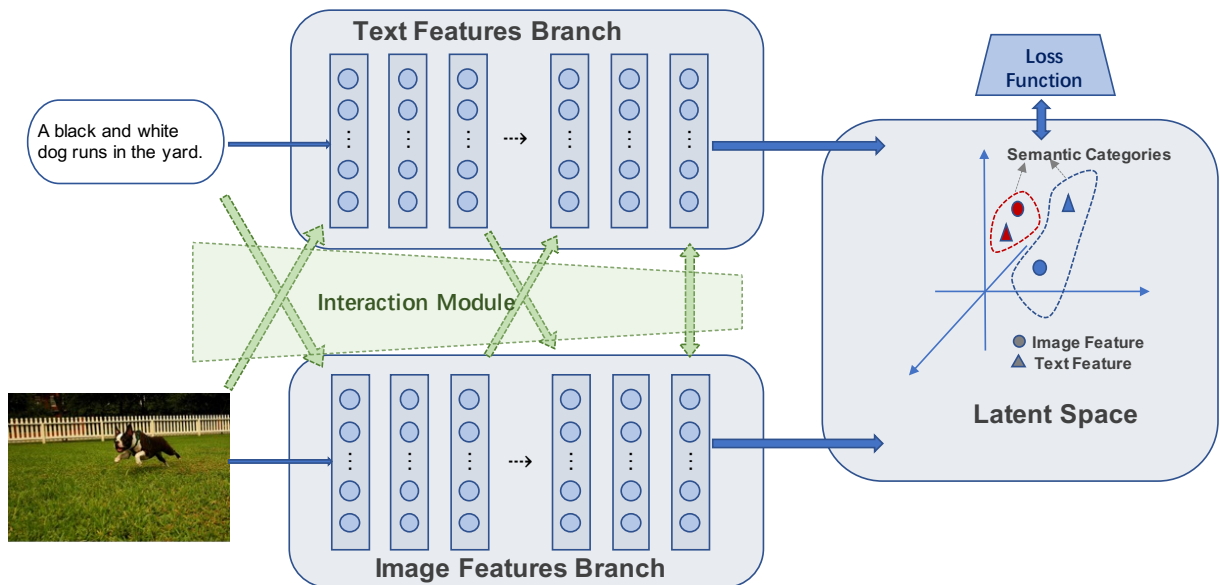 Text Features Branch
A black and white
dog runs in the yard.
Loss
Function
Semantic Categories
Interaction Module
Image Feature
Text Feature
Latent Space
Image Features Branch